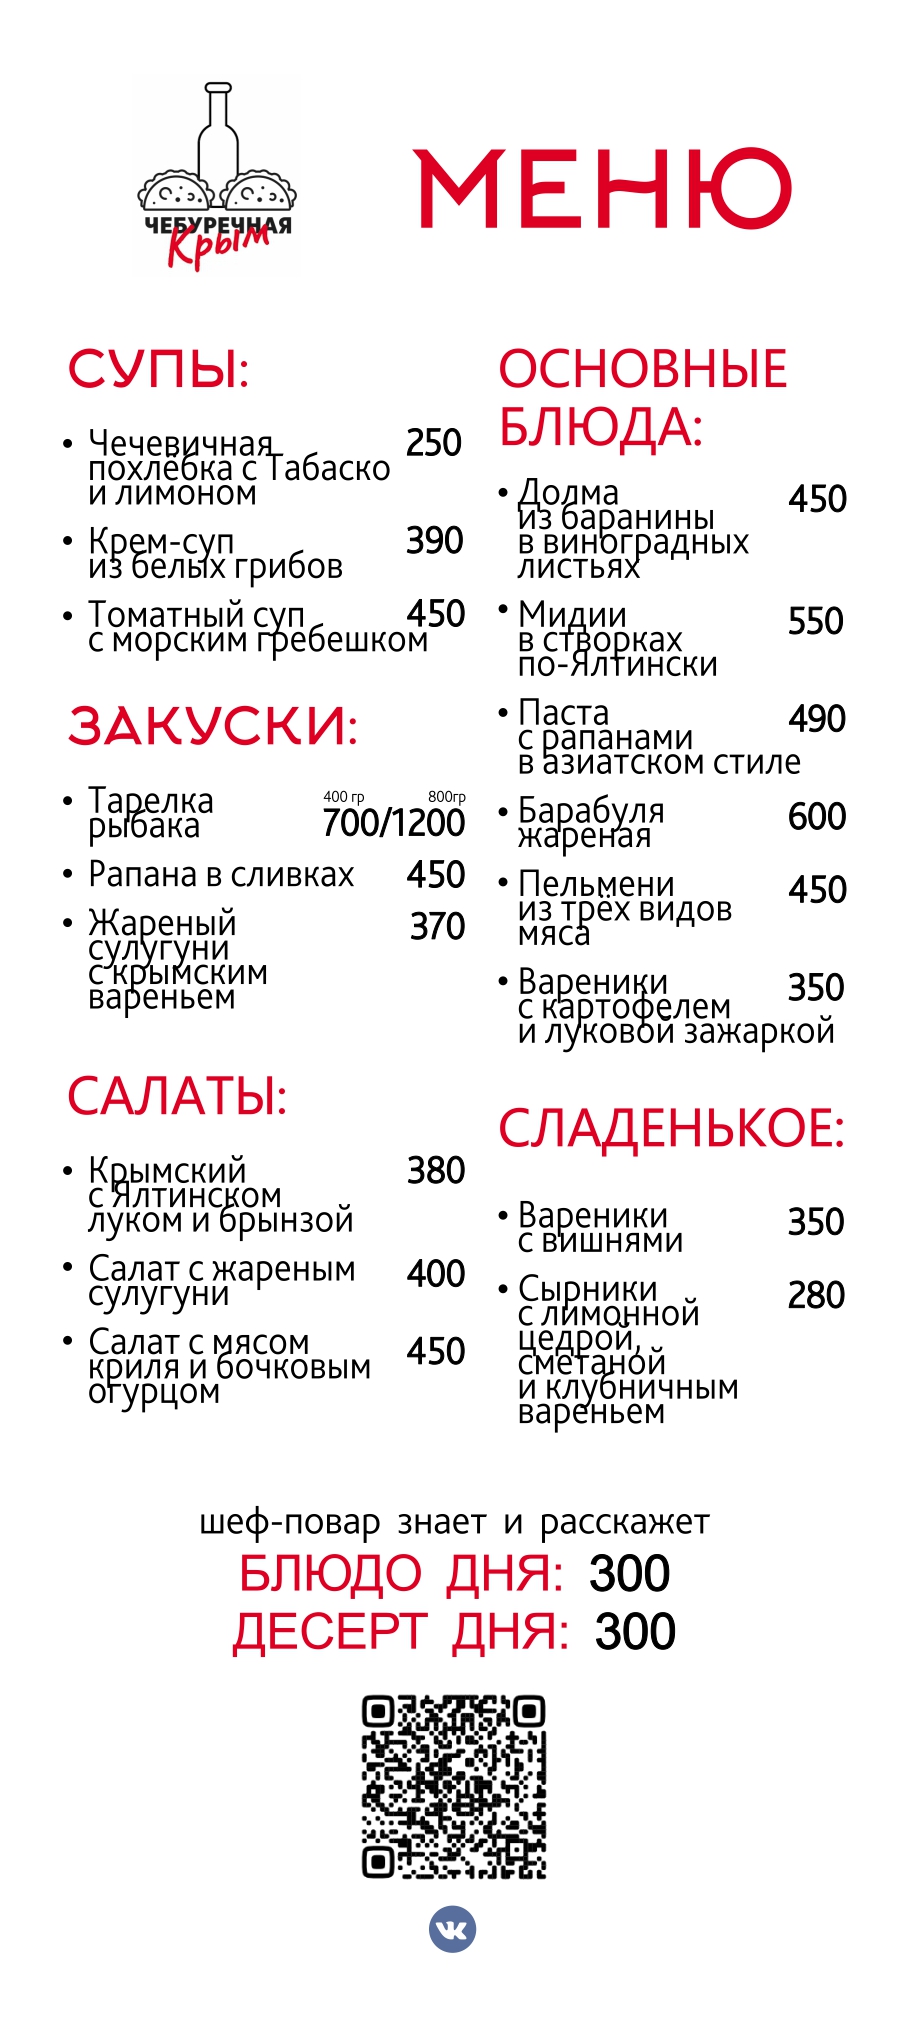 ЧЕБУРЕЧНАЯ
Крым
МЕНЮ
СУПЫ:
Чечевичная 250
похлёбка с Табаско
и лимоном
Крем-суп 390
из белых грибов
Томатный суп 450
с морским гребешком
ЗАКУСКИ:
400 гр 800гр
Тарелка 700/1200
рыбака
Рапана в сливках 450
Жареный 370
сулугуни
с крымским
вареньем
САЛАТЫ:
Крымский 380
с Ялтинском
луком и брынзой
Салат с жареным 400
сулугуни
Салат с мясом 450
криля и бочковым
огурцом
ОСНОВНЫЕ
БЛЮДА:
Долма 450
из баранины
в виноградных
листьях
Мидии 550
в створках
по-Ялтински
Паста 490
с рапанами
в азиатском стиле
Барабуля 600
жареная
Пельмени 450
из трёх видов
мяса
Вареники 350
с картофелем
и луковой зажаркой
СЛАДЕНЬКОЕ:
Вареники 350
с вишнями
Сырники 280
с лимонной
цедрой,
сметаной
и клубничным
вареньем
шеф-повар знает и расскажет
БЛЮДО ДНЯ: 300
ДЕСЕРТ ДНЯ: 300